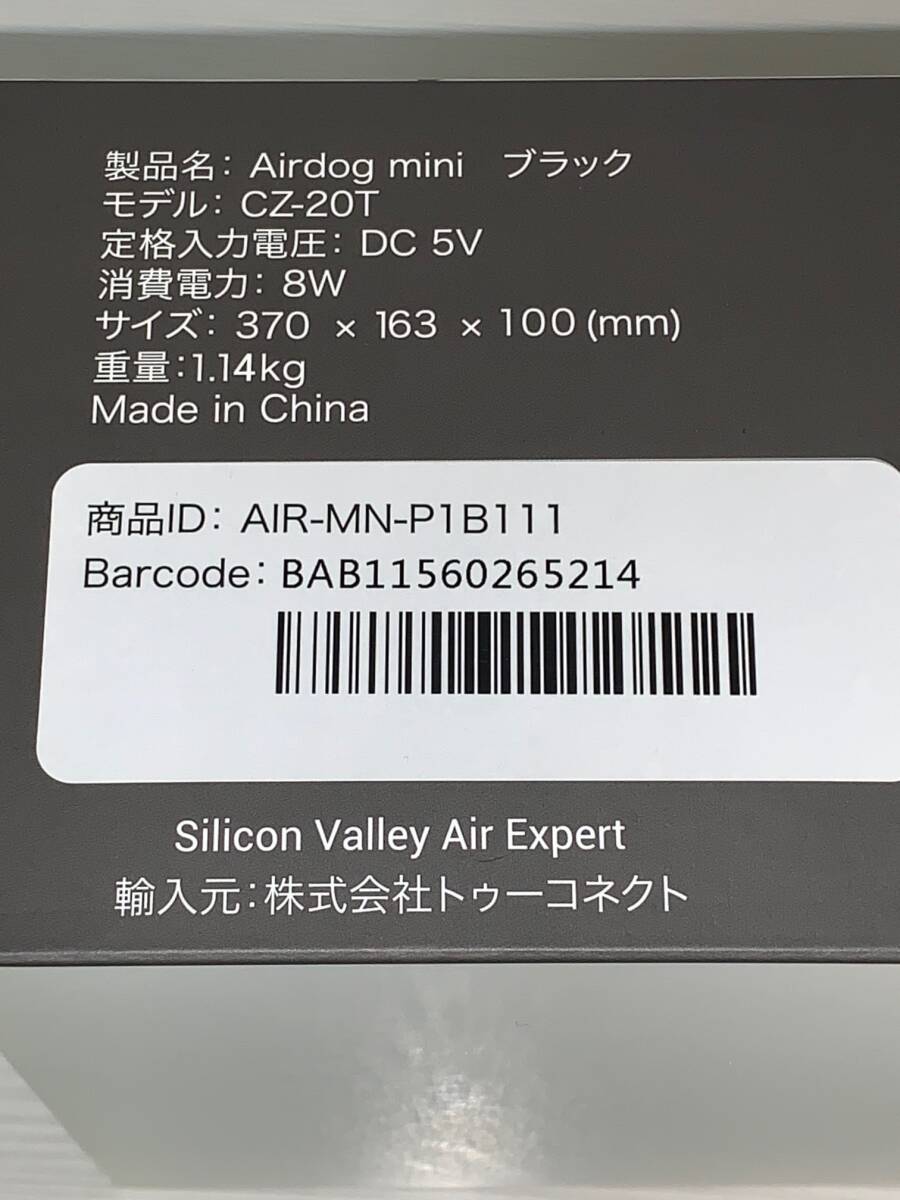 製品名: Airdog mini　ブラック
モデル: CZ-20T
定格入力電圧: DC 5V
消費電力: 8W
サイズ: 370 × 163 × 100 (mm)
重量:1.14kg
Made in China
商品ID: AIR-MN-P1B111
Barcode: BAB11560265214
Silicon Valley Air Expert
輸入元:株式会社トゥーコネクト